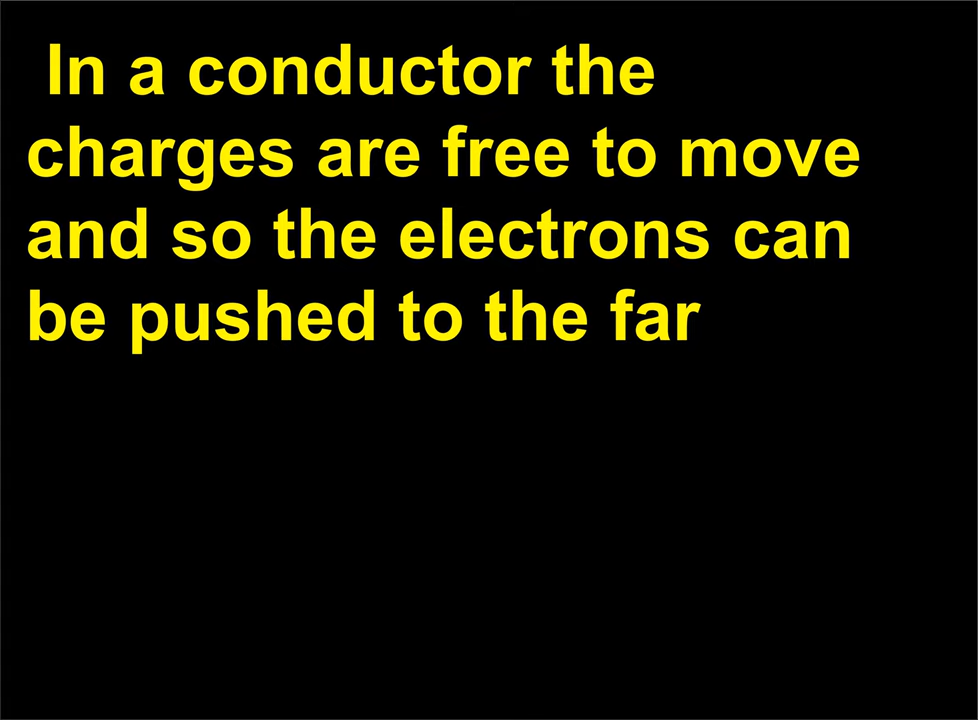 In a conductor the
charges are free to move
and so the electrons can
be pushed to the far